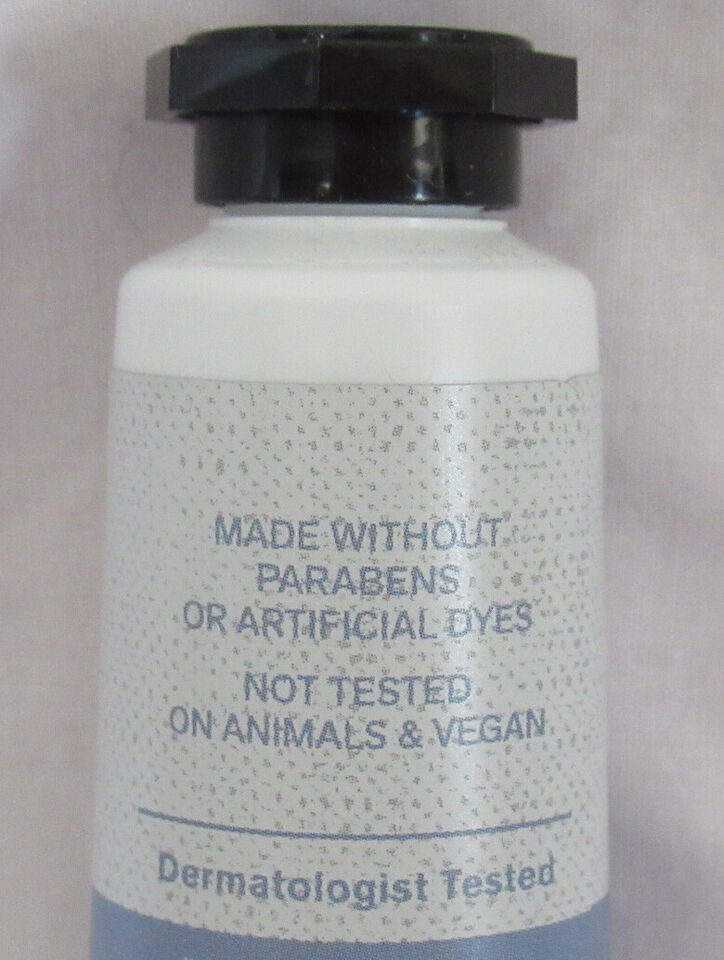 MADE WITHOUT
PARABENS
OR ARTIFICIAL DYES
NOT TESTED
ON ANIMALS & VEGAN
Dermatologist Tested